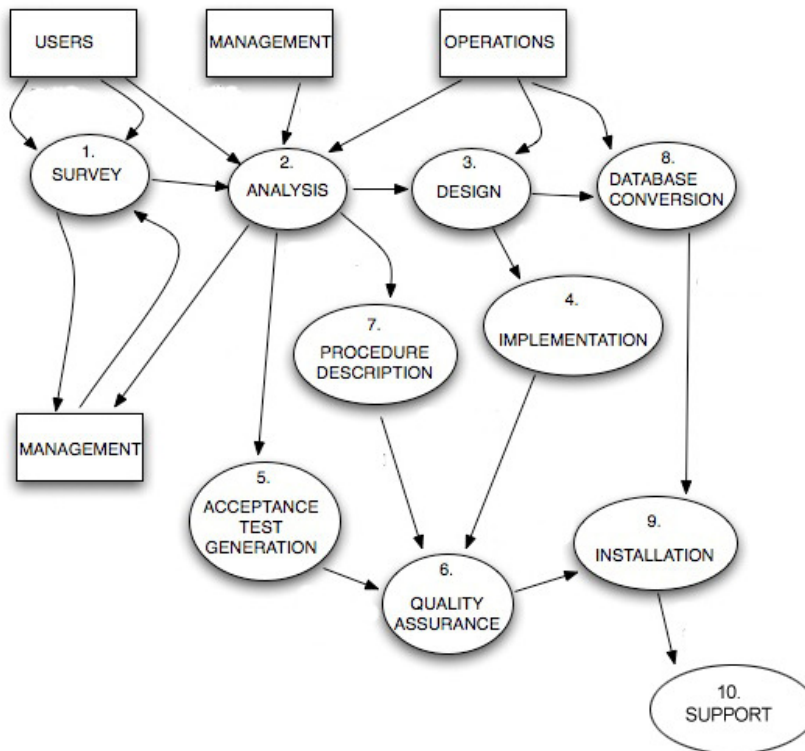 USERS
MANAGEMENT
OPERATIONS
1.
SURVEY
2.
ANALYSIS
3.
DESIGN
8.
DATABASE
CONVERSION
4.
IMPLEMENTATION
7.
PROCEDURE
DESCRIPTION
MANAGEMENT
5.
ACCEPTANCE
TEST
GENERATION
6.
QUALITY
ASSURANCE
9.
INSTALLATION
10.
SUPPORT